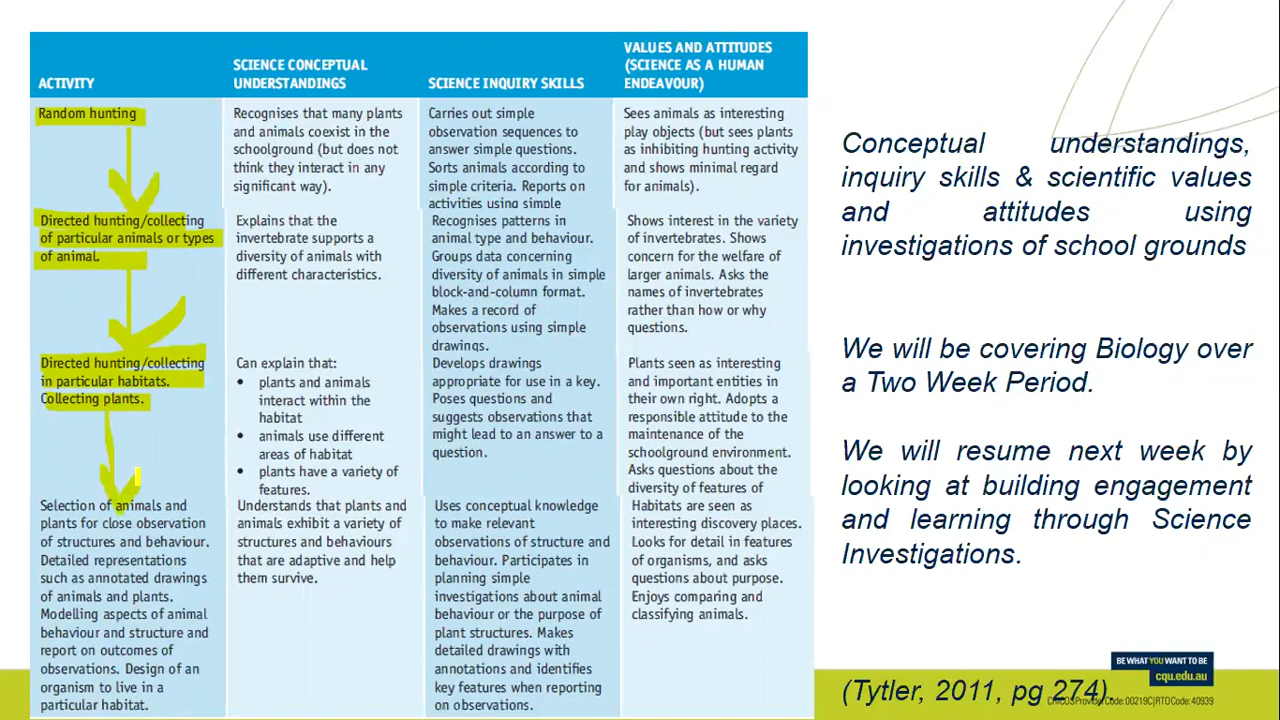 ACTIVITY
SCIENCE CONCEPTUAL
UNDERSTANDINGS
SCIENCE INQUIRY SKILLS
VALUES AND ATTITUDES
(SCIENCE AS A HUMAN
ENDEAVOUR)
Random hunting
Recognises that many plants
and animals coexist in the
schoolground (but does not
think they interact in any
significant way).
Carries out simple
observation sequences to
answer simple questions.
Sorts animals according to
simple criteria. Reports on
activities using simple
Sees animals as interesting
play objects (but sees plants
as inhibiting hunting activity
and shows minimal regard
for animals).
Directed hunting/collecting
of particular animals or types
of animal.
Explains that the
invertebrate supports a
diversity of animals with
different characteristics.
Recognises patterns in
animal type and behaviour.
Groups data concerning
diversity of animals in simple
block-and-column format.
Makes a record of
observations using simple
drawings.
Shows interest in the variety
of invertebrates. Shows
concern for the welfare of
larger animals. Asks the
names of invertebrates
rather than how or why
questions.
Directed hunting/collecting
in particular habitats.
Collecting plants.
Can explain that:
• plants and animals
interact within the
habitat
• animals use different
areas of habitat
• plants have a variety of
features.
Develops drawings
appropriate for use in a key.
Poses questions and
suggests observations that
might lead to an answer to a
question.
Plants seen as interesting
and important entities in
their own right. Adopts a
responsible attitude to the
maintenance of the
schoolground environment.
Asks questions about the
diversity of features of
Selection of animals and
plants for close observation
of structures and behaviour.
Detailed representations
such as annotated drawings
of animals and plants.
Modelling aspects of animal
behaviour and structure and
report on outcomes of
observations. Design of an
organism to live in a
particular habitat.
Understands that plants and
animals exhibit a variety of
structures and behaviours
that are adaptive and help
them survive.
Uses conceptual knowledge
to make relevant
observations of structure and
behaviour. Participates in
planning simple
investigations about animal
behaviour or the purpose of
plant structures. Makes
detailed drawings with
annotations and identifies
key features when reporting
on observations.
Habitats are seen as
interesting discovery places.
Looks for detail in features
of organisms, and asks
questions about purpose.
Enjoys comparing and
classifying animals.
Conceptual understandings,
inquiry skills & scientific values
and attitudes using
investigations of school grounds
We will be covering Biology over
a Two Week Period.
We will resume next week by
looking at building engagement
and learning through Science
Investigations.
BE WHAT YOU WANT TO BE
cqu.edu.au
(Tytler, 2011, pg 274).
CRICOS Provider Code: 00219C | RTO Code: 40939